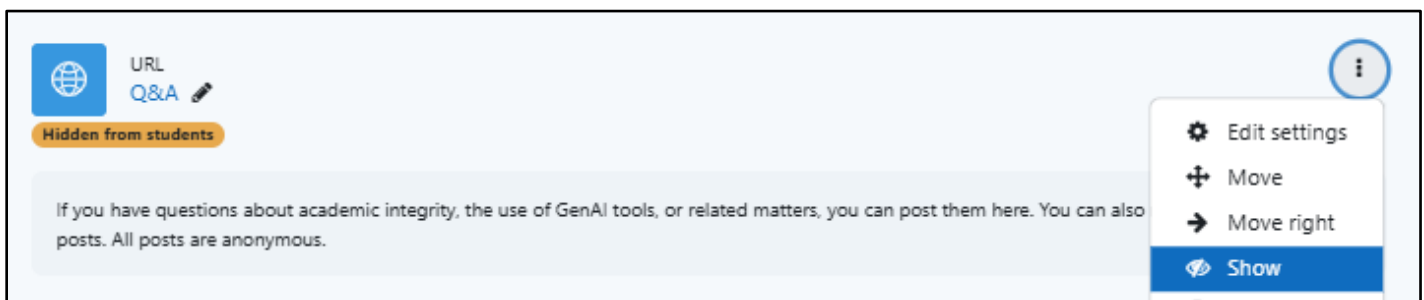 URL
Q&A
Hidden from students
If you have questions about academic integrity, the use of GenAI tools, or related matters, you can post them here. You can also
posts. All posts are anonymous.
Edit settings
Move
Move right
Show